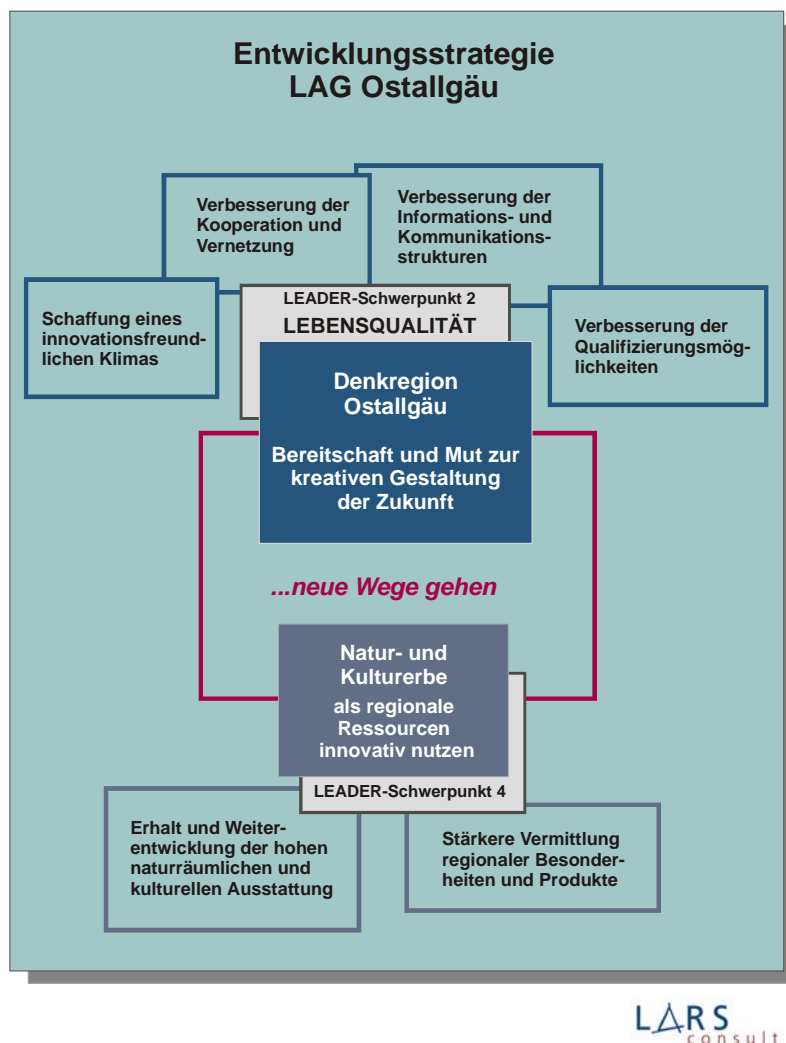 Entwicklungsstrategie
LAG Ostallgäu
Verbesserung der
Kooperation und
Vernetzung
Verbesserung der
Informations- und
Kommunikations-
strukturen
Schaffung eines
innovationsfreund-
lichen Klimas
LEADER-Schwerpunkt 2
LEBENSQUALITÄT
Verbesserung der
Qualifizierungsmög-
lichkeiten
Denkregion
Ostallgäu
Bereitschaft und Mut zur
kreativen Gestaltung
der Zukunft
...neue Wege gehen
Natur- und
Kulturerbe
als regionale
Ressourcen
innovativ nutzen
LEADER-Schwerpunkt 4
Erhalt und Weiter-
entwicklung der hohen
naturräumlichen und
kulturellen Ausstattung
Stärkere Vermittlung
regionaler Besonder-
heiten und Produkte
LARS
consult